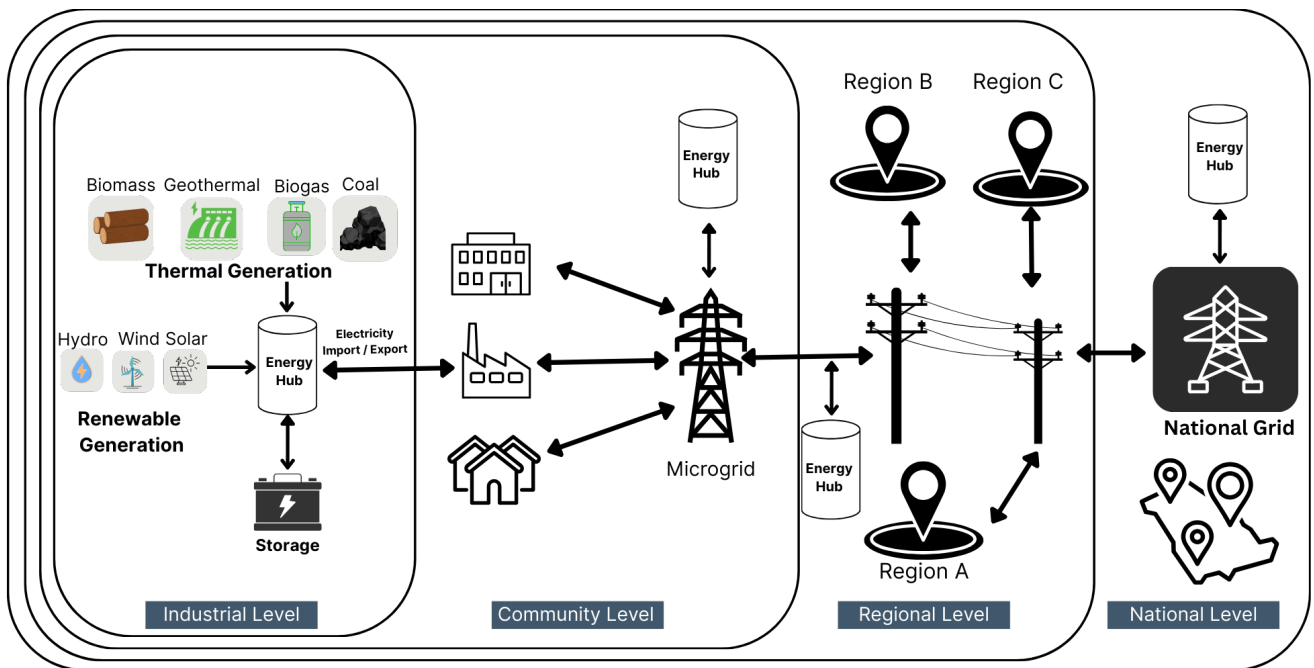 Biomass
Geothermal
Biogas
Coal
Thermal Generation
Hydro
Wind
Solar
Renewable
Generation
Energy
Hub
Storage
Electricity
Import / Export
Industrial Level
Energy
Hub
Microgrid
Community Level
Region B
Region C
Energy
Hub
Region A
Regional Level
Energy
Hub
National Grid
National Level